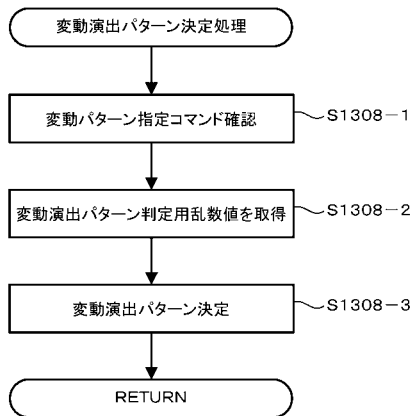 変動演出パターン決定処理
変動パターン指定コマンド確認
S1308-1
変動演出パターン判定用乱数値を取得
S1308-2
変動演出パターン決定
S1308-3
RETURN